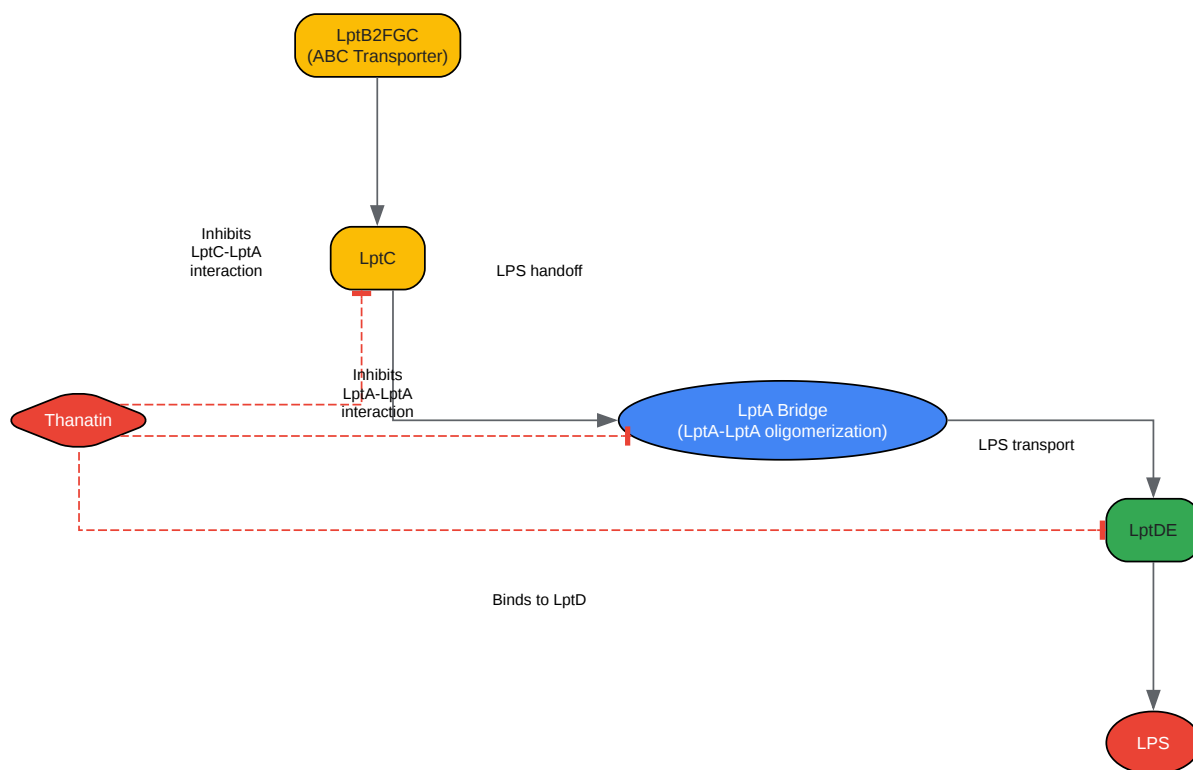 LptB2FGC
(ABC Transporter)
Inhibits
LptC-LptA
interaction
LptC
LPS handoff
Inhibits
LptA-LptA
interaction
Thanatin
LptA Bridge
(LptA-LptA oligomerization)
LPS transport
LptDE
Binds to LptD
LPS